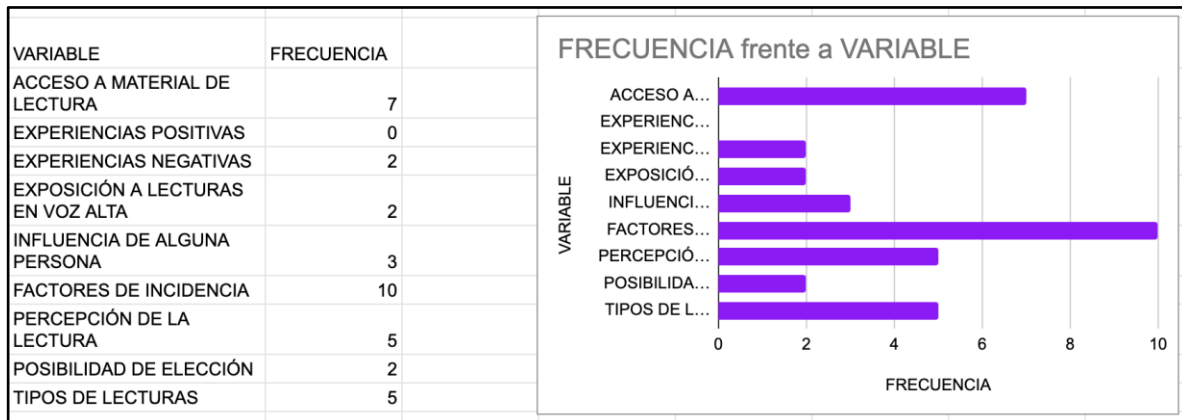 VARIABLE FRECUENCIA
ACCESO A MATERIAL DE
LECTURA 7
EXPERIENCIAS POSITIVAS 0
EXPERIENCIAS NEGATIVAS 2
EXPOSICIÓN A LECTURAS
EN VOZ ALTA 2
INFLUENCIA DE ALGUNA
PERSONA 3
FACTORES DE INCIDENCIA 10
PERCEPCIÓN DE LA
LECTURA 5
POSIBILIDAD DE ELECCIÓN 2
TIPOS DE LECTURAS 5
FRECUENCIA frente a VARIABLE
VARIABLE
ACCESO A...
EXPERIENC...
EXPERIENC...
EXPOSICIÓ...
INFLUENCI...
FACTORES...
PERCEPCIÓ...
POSIBILIDA...
TIPOS DE L...
0 2 4 6 8 10
FRECUENCIA